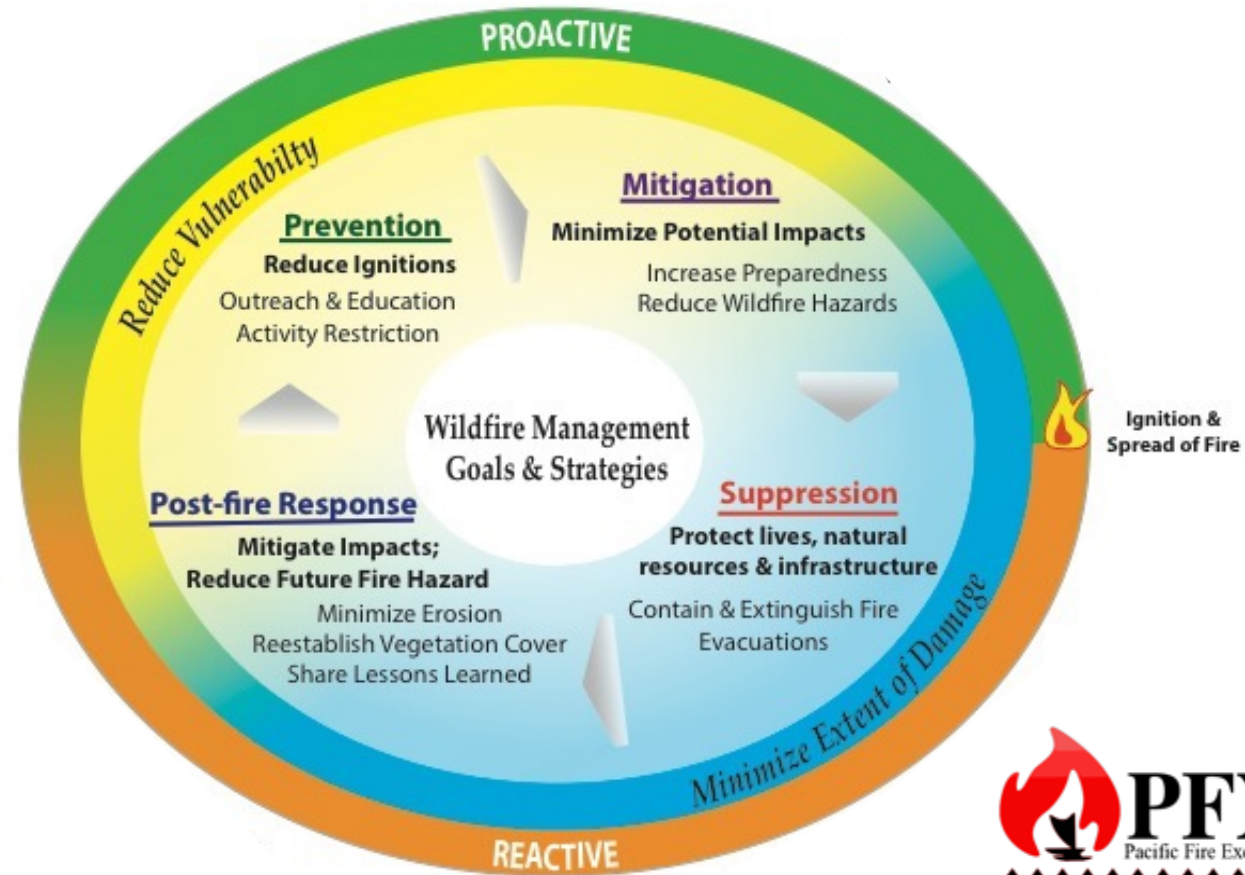 PROACTIVE
Reduce Vulnerabilty
Prevention
Reduce Ignitions
Outreach & Education
Activity Restriction
Mitigation
Minimize Potential Impacts
Increase Preparedness
Reduce Wildfire Hazards
Wildfire Management
Goals & Strategies
Ignition &
Spread of Fire
Post-fire Response
Mitigate Impacts;
Reduce Future Fire Hazard
Minimize Erosion
Reestablish Vegetation Cover
Share Lessons Learned
Suppression
Protect lives, natural
resources & infrastructure
Contain & Extinguish Fire
Evacuations
Minimize Extent of Damage
REACTIVE
Pacific Fire